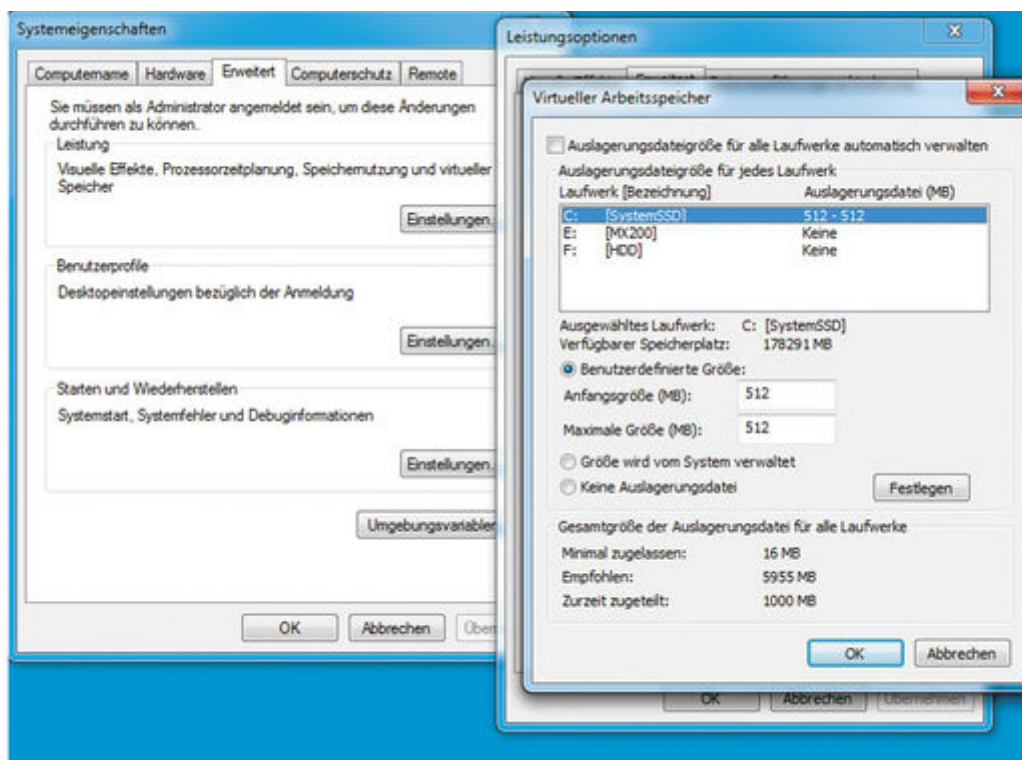 Systemeigenschaften
Computername Hardware Erweitert Computerschutz Remote
Sie müssen als Administrator angemeldet sein, um diese Änderungen
durchführen zu können.
Leistung
Visuelle Effekte, Prozessorzeitplanung, Speichernutzung und virtueller
Speicher
Einstellungen.
Benutzerprofile
Desktopeinstellungen bezüglich der Anmeldung
Einstellungen.
Starten und Wiederherstellen
Systemstart, Systemfehler und Debuginformationen
Einstellungen.
Umgebungsvariablen
OK Abbrechen
Leistungsoptionen
Erweitert
Virtueller Arbeitsspeicher
Auslagerungsdateigröße für alle Laufwerke automatisch verwalten
Auslagerungsdateigröße für jedes Laufwerk
Laufwerk [Bezeichnung] Auslagerungsdatei (MB)
C: [SystemSSD] 512 - 512
E: [MX200] Keine
F: [HDD] Keine
Ausgewähltes Laufwerk: C: [SystemSSD]
Verfügbarer Speicherplatz: 178291 MB
Benutzerdefinierte Größe:
Anfangsgröße (MB): 512
Maximale Größe (MB): 512
Größe wird vom System verwaltet
Keine Auslagerungsdatei Festlegen
Gesamtgröße der Auslagerungsdatei für alle Laufwerke
Minimal zugelassen: 16 MB
Empfohlen: 5955 MB
Zurzeit zugeteilt: 1000 MB
OK Abbrechen
OK Abbrechen Übernehmen